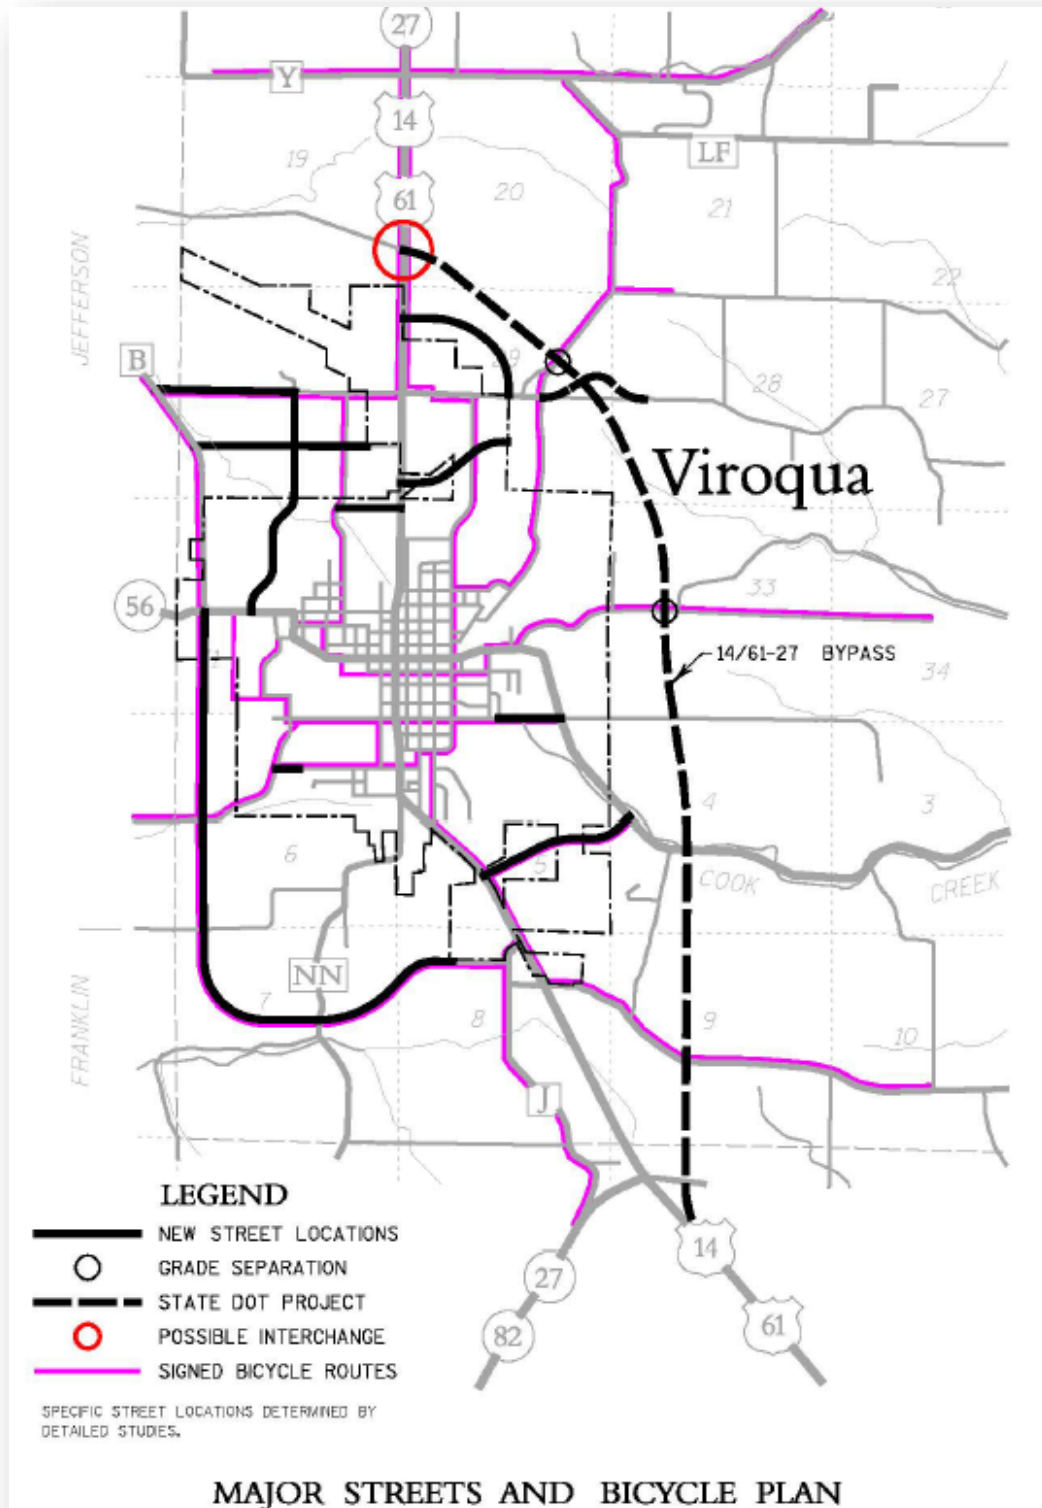 27
Y
14
LF
19
61
20
21
JEFFERSON
22
B
29
28
27
Viroqua
56
33
14/61-27 BYPASS
34
4
3
6
5
COOK
CREEK
NN
7
8
9
10
FRANKLIN
J
LEGEND
NEW STREET LOCATIONS
GRADE SEPARATION
STATE DOT PROJECT
POSSIBLE INTERCHANGE
SIGNED BICYCLE ROUTES
14
27
61
82
SPECIFIC STREET LOCATIONS DETERMINED BY
DETAILED STUDIES.
MAJOR STREETS AND BICYCLE PLAN